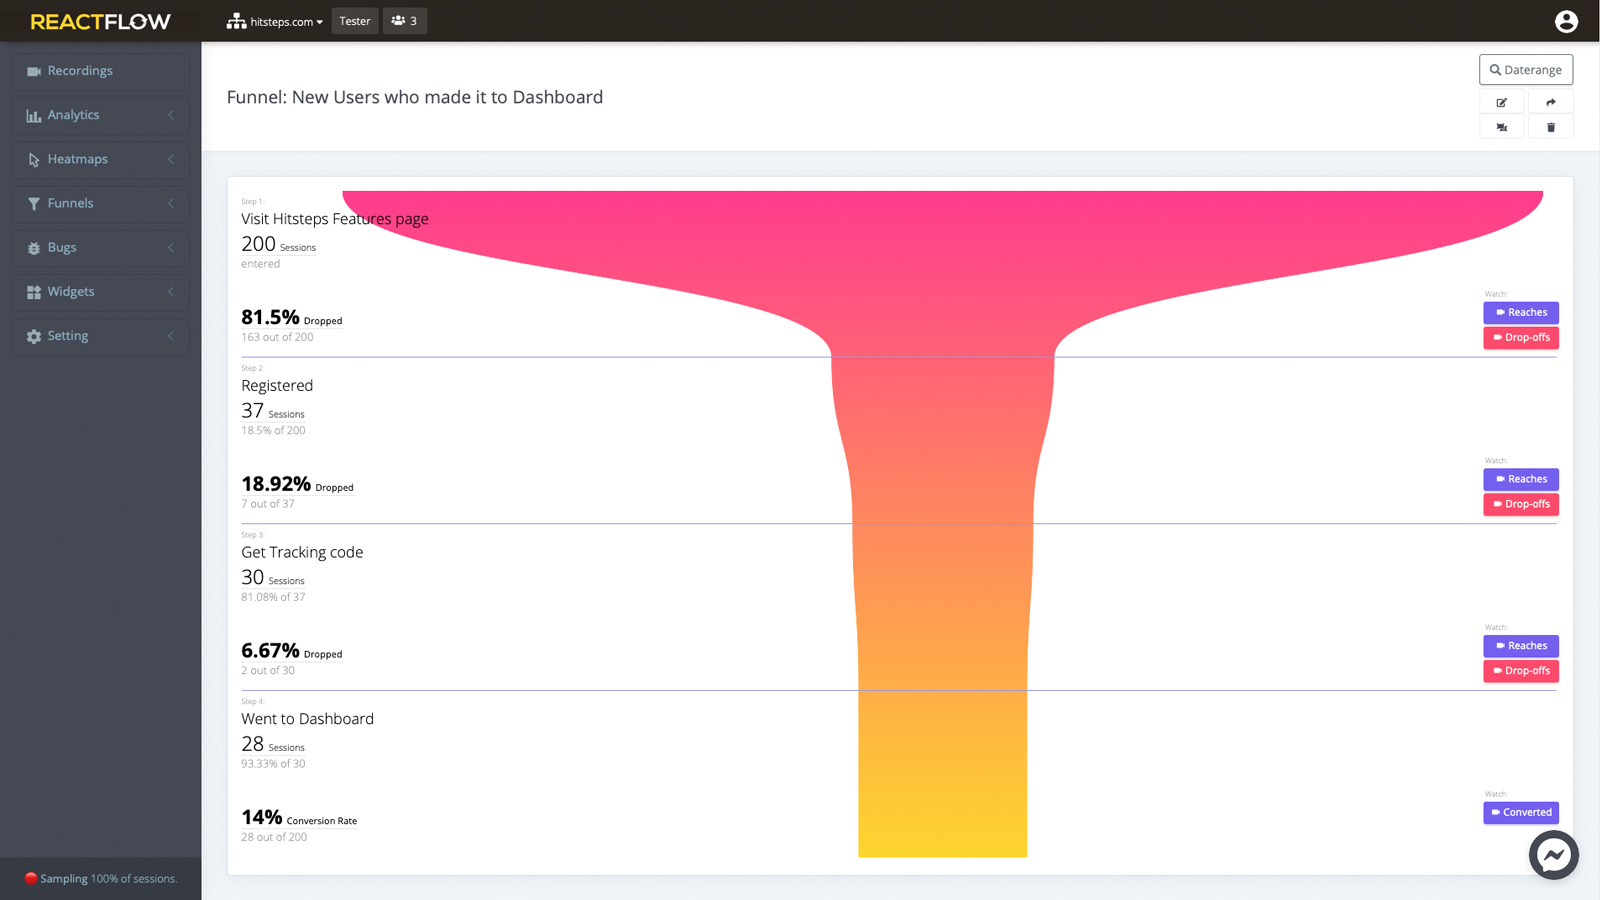 REACTFLOW
hitsteps.com
Tester
3
Recordings
Analytics
Heatmaps
Funnels
Bugs
Widgets
Setting
Sampling 100% of sessions.
Funnel: New Users who made it to Dashboard
Daterange
Step 1:
Visit Hitsteps Features page
200 Sessions
entered
81.5% Dropped
163 out of 200
Watch:
Reaches
Drop-offs
Step 2:
Registered
37 Sessions
18.5% of 200
18.92% Dropped
7 out of 37
Watch:
Reaches
Drop-offs
Step 3:
Get Tracking code
30 Sessions
81.08% of 37
6.67% Dropped
2 out of 30
Watch:
Reaches
Drop-offs
Step 4:
Went to Dashboard
28 Sessions
93.33% of 30
14% Conversion Rate
28 out of 200
Watch:
Converted